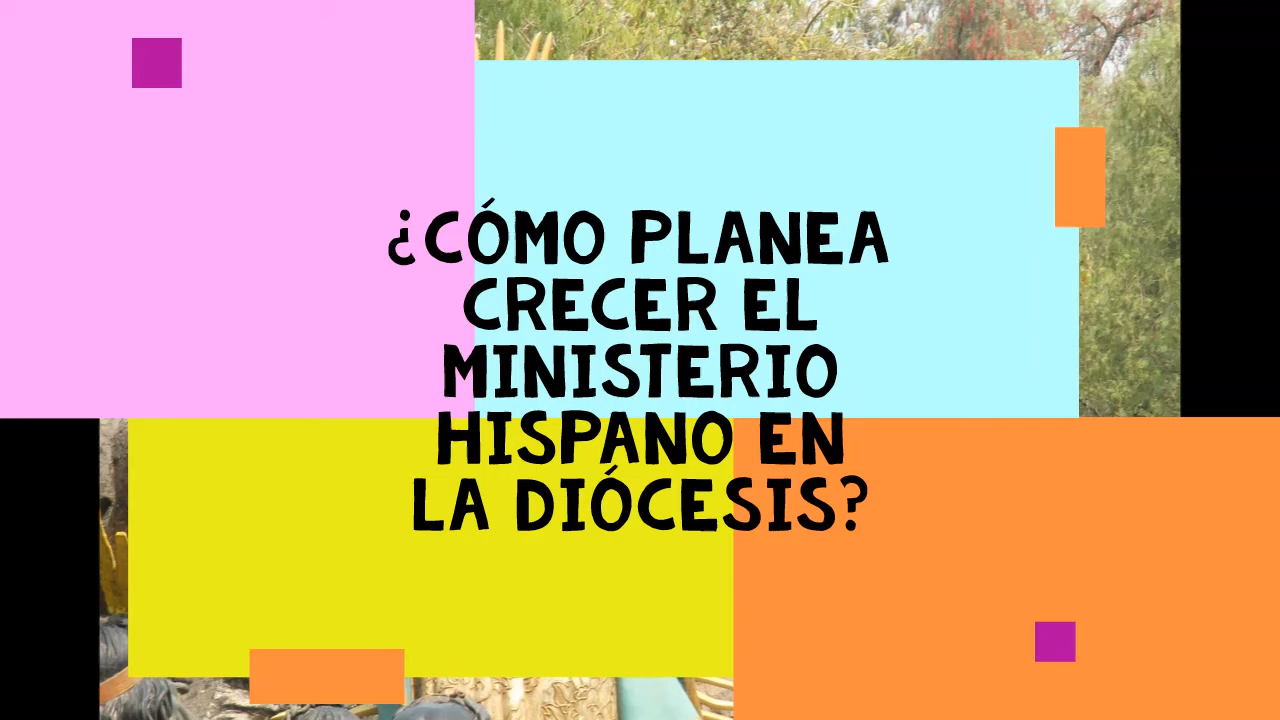 ¿CÓMO PLANEA
CRECER EL
MINISTERIO
HISPANO EN
LA DIÓCESIS?